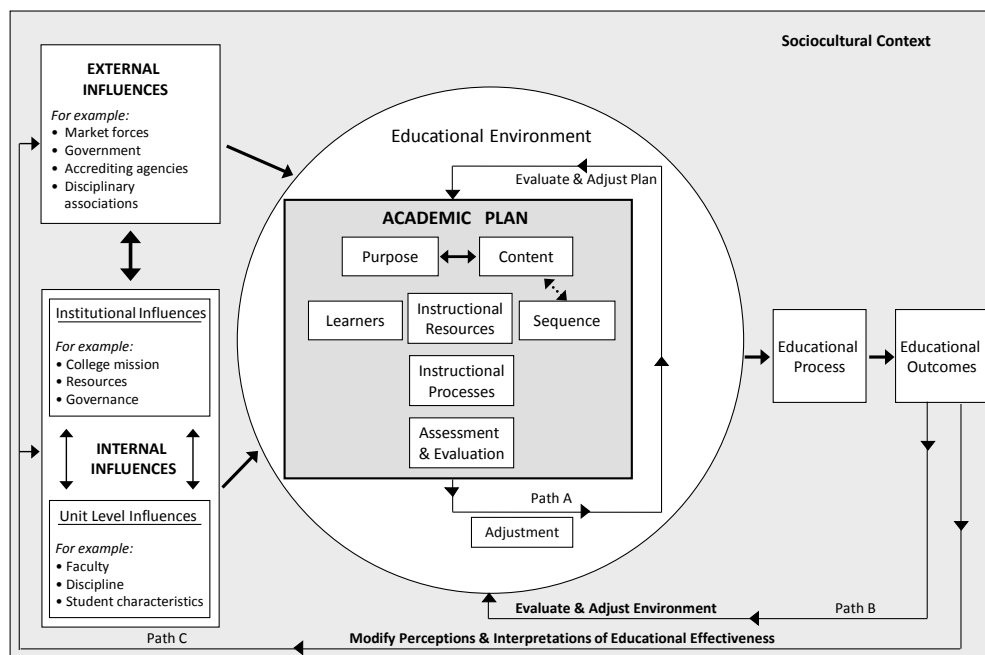 Sociocultural Context
EXTERNAL
INFLUENCES
For example:
• Market forces
• Government
• Accrediting agencies
• Disciplinary
associations
Institutional Influences
For example:
• College mission
• Resources
• Governance
INTERNAL
INFLUENCES
Unit Level Influences
For example:
• Faculty
• Discipline
• Student characteristics
Educational Environment
Evaluate & Adjust Plan
ACADEMIC PLAN
Purpose
Content
Learners
Instructional
Resources
Sequence
Instructional
Processes
Assessment
& Evaluation
Path A
Adjustment
Educational
Process
Educational
Outcomes
Evaluate & Adjust Environment
Path B
Path C
Modify Perceptions & Interpretations of Educational Effectiveness